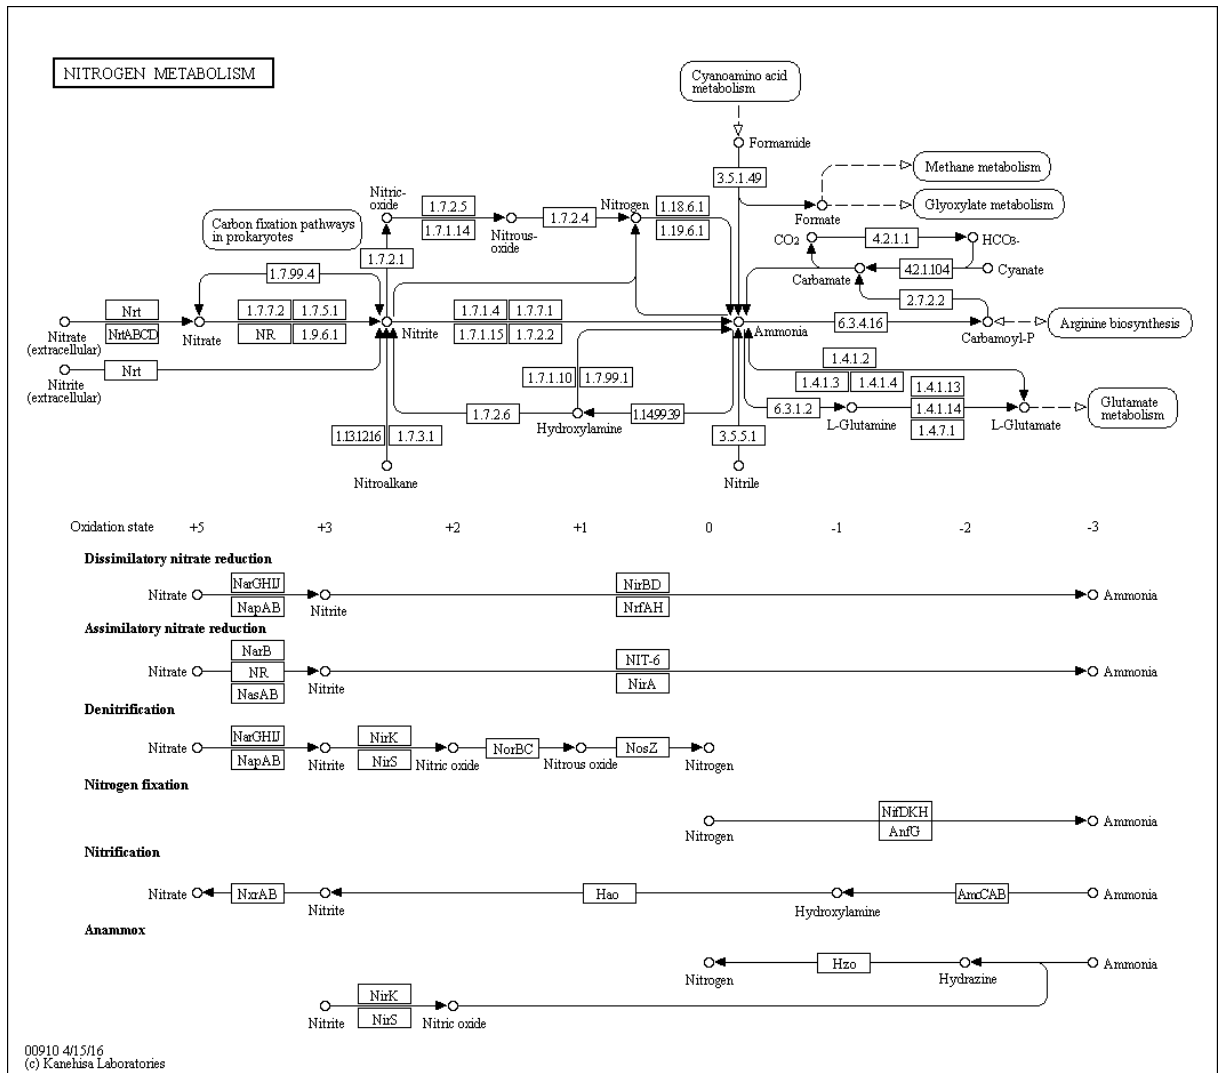 NITROGEN METABOLISM
Cyanoamino acid
metabolism
Formamide
3.5.1.49
Methane metabolism
Glyoxylate metabolism
Formate
Nitric-
oxide
1.7.2.5
1.7.1.14
Nitrous-
oxide
1.7.2.4
Nitrogen
1.18.6.1
1.19.6.1
Carbon fixation pathways
in prokaryotes
1.7.2.1
CO2
4.2.1.1
HCO3-
Carbamate
4.2.1.104
Cyanate
2.7.2.2
1.7.99.4
Nrt
NrtABCD
Nitrate
(extracellular)
Nitrate
1.7.7.2
1.7.5.1
NR
1.9.6.1
Nitrite
1.7.1.4
1.7.7.1
1.7.1.15
1.7.2.2
Ammonia
6.3.4.16
Carbamoyl-P
Arginine biosynthesis
Nrt
Nitrite
(extracellular)
1.7.1.10
1.7.99.1
1.4.1.2
1.4.1.3
1.4.1.4
1.4.1.13
1.4.1.14
1.4.7.1
6.3.1.2
L-Glutamine
L-Glutamate
Glutamate
metabolism
1.7.2.6
Hydroxylamine
1.14.99.39
1.13.12.16
1.7.3.1
3.5.5.1
Nitroalkane
Nitrile
Oxidation state +5 +3 +2 +1 0 -1 -2 -3
Dissimilatory nitrate reduction
Nitrate
NarGHIJ
NapAB
Nitrite
NirBD
NrfAH
Ammonia
Assimilatory nitrate reduction
Nitrate
NarB
NR
NasAB
Nitrite
NIT-6
NirA
Ammonia
Denitrification
Nitrate
NarGHIJ
NapAB
Nitrite
NirK
NirS
Nitric oxide
NorBC
Nitrous oxide
NosZ
Nitrogen
Nitrogen fixation
Nitrogen
NifDKH
AnfG
Ammonia
Nitrification
Nitrate
NxrAB
Nitrite
Hao
Hydroxylamine
AmoCAB
Ammonia
Anammox
Nitrogen
Hzo
Hydrazine
Ammonia
Nitrite
NirK
NirS
Nitric oxide
00910 4/15/16
(c) Kanehisa Laboratories